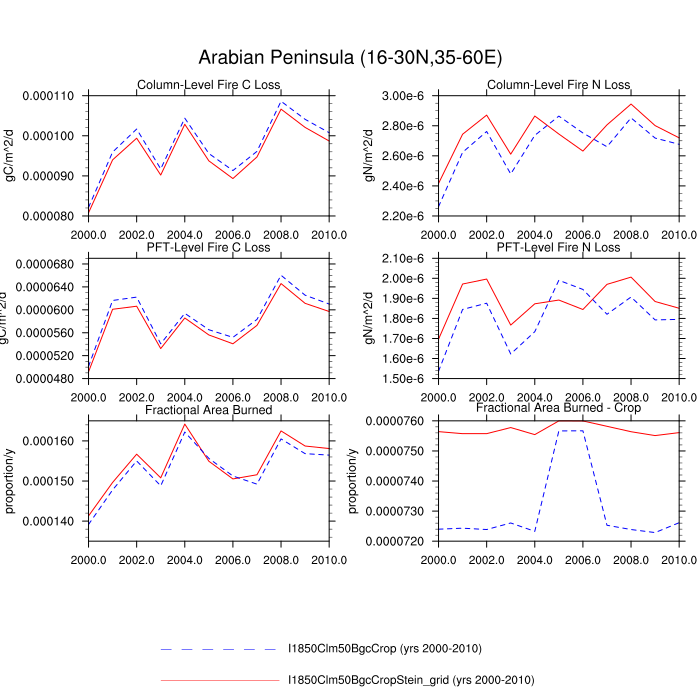 Arabian Peninsula (16-30N,35-60E)
Column-Level Fire C Loss
gC/m^2/d
0.000110
0.000100
0.000090
0.000080
2000.0 2002.0 2004.0 2006.0 2008.0 2010.0
Column-Level Fire N Loss
gN/m^2/d
3.00e-6
2.80e-6
2.60e-6
2.40e-6
2.20e-6
2000.0 2002.0 2004.0 2006.0 2008.0 2010.0
PFT-Level Fire C Loss
gC/m^2/d
0.0000680
0.0000640
0.0000600
0.0000560
0.0000520
0.0000480
2000.0 2002.0 2004.0 2006.0 2008.0 2010.0
PFT-Level Fire N Loss
gN/m^2/d
2.10e-6
2.00e-6
1.90e-6
1.80e-6
1.70e-6
1.60e-6
1.50e-6
2000.0 2002.0 2004.0 2006.0 2008.0 2010.0
Fractional Area Burned
proportion/y
0.000160
0.000150
0.000140
2000.0 2002.0 2004.0 2006.0 2008.0 2010.0
Fractional Area Burned - Crop
proportion/y
0.0000760
0.0000750
0.0000740
0.0000730
0.0000720
2000.0 2002.0 2004.0 2006.0 2008.0 2010.0
I1850Clm50BgcCrop (yrs 2000-2010)
I1850Clm50BgcCropStein_grid (yrs 2000-2010)